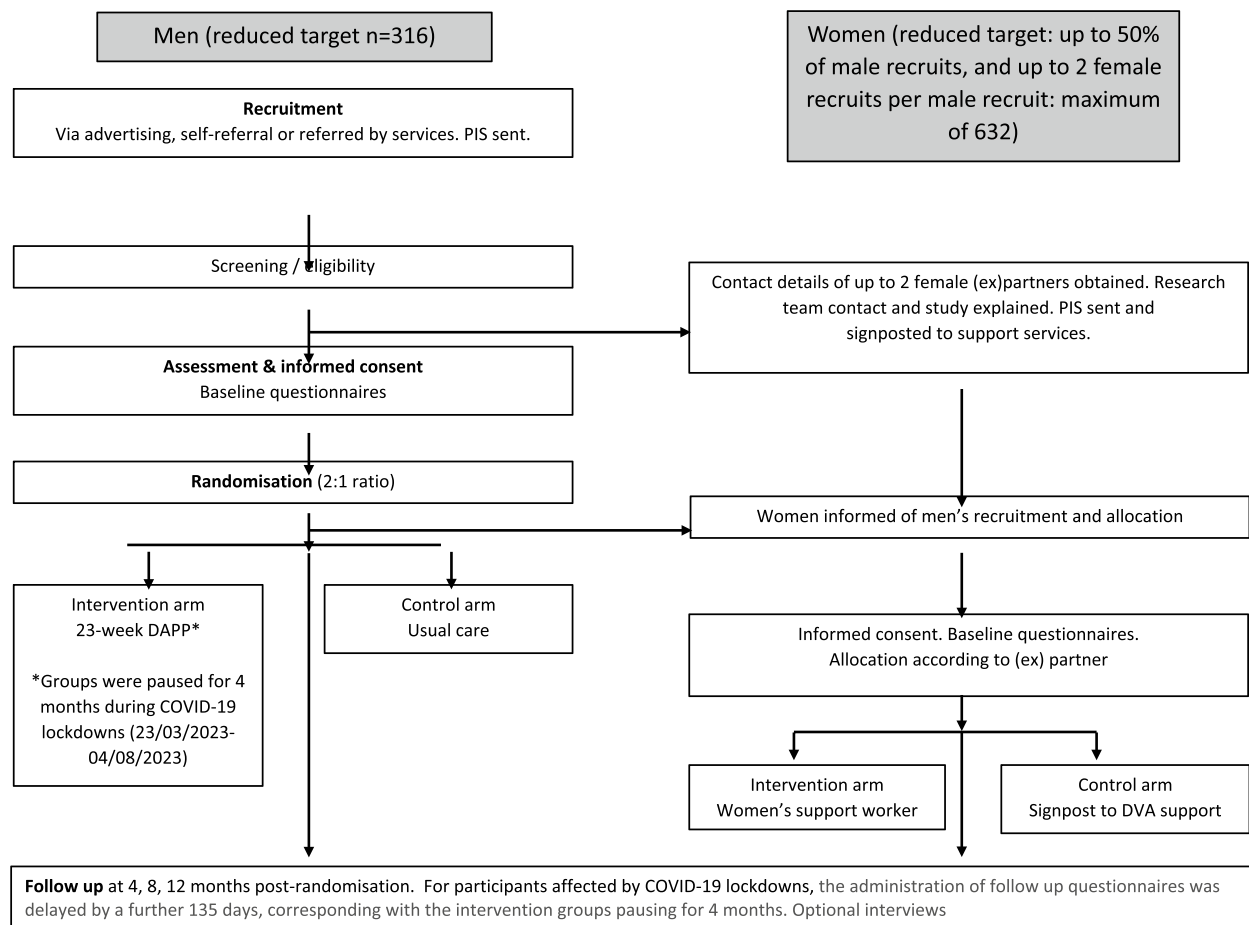 Men (reduced target n=316)
Women (reduced target: up to 50%
of male recruits, and up to 2 female
recruits per male recruit: maximum
of 632)
Recruitment
Via advertising, self-referral or referred by services. PIS sent.
Screening / eligibility
Contact details of up to 2 female (ex)partners obtained. Research
team contact and study explained. PIS sent and
signposted to support services.
Assessment & informed consent
Baseline questionnaires
Randomisation (2:1 ratio)
Women informed of men’s recruitment and allocation
Intervention arm
23-week DAPP*
*Groups were paused for 4
months during COVID-19
lockdowns (23/03/2023-
04/08/2023)
Control arm
Usual care
Informed consent. Baseline questionnaires.
Allocation according to (ex) partner
Intervention arm
Women’s support worker
Control arm
Signpost to DVA support
Follow up at 4, 8, 12 months post-randomisation. For participants affected by COVID-19 lockdowns, the administration of follow up questionnaires was
delayed by a further 135 days, corresponding with the intervention groups pausing for 4 months. Optional interviews